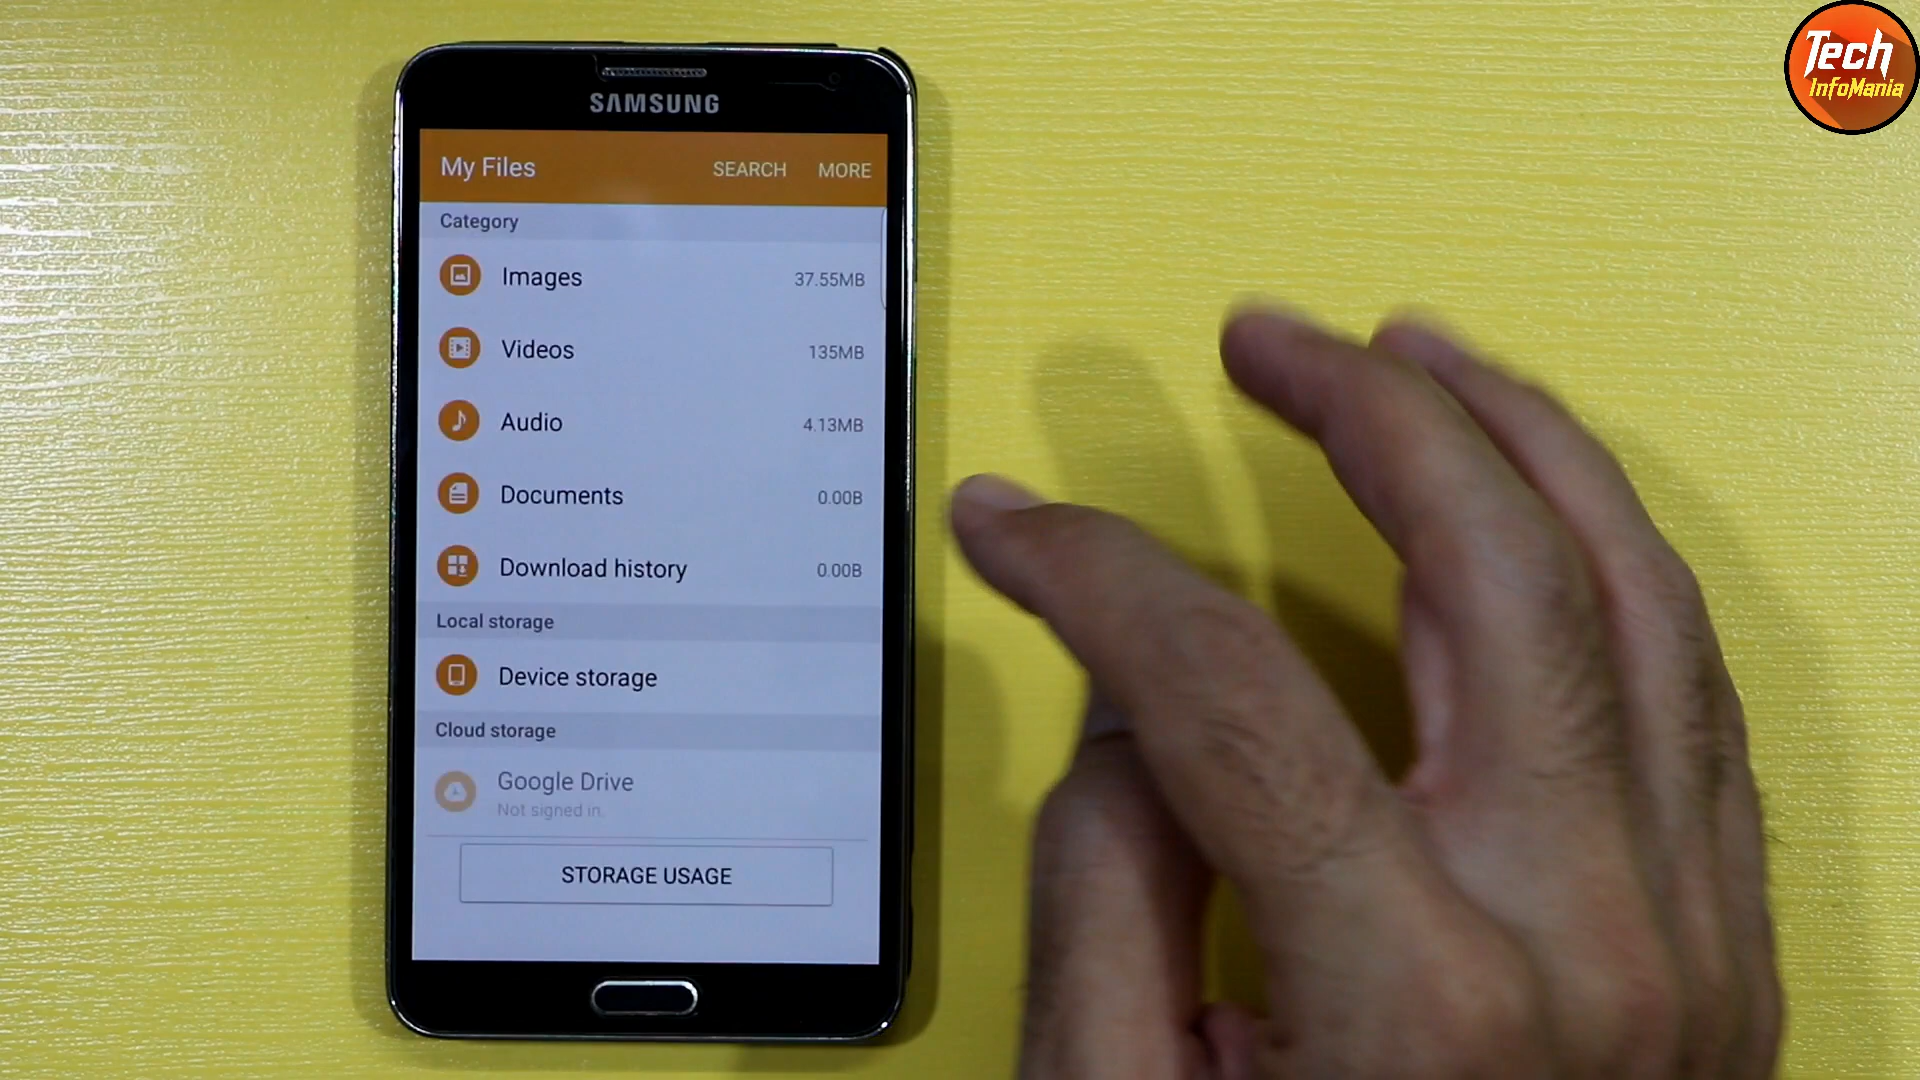 Tech
InfoMania
SAMSUNG
My Files SEARCH MORE
Category
Images 37.55MB
Videos 135MB
Audio 4.13MB
Documents 0.00B
Download history 0.00B
Local storage
Device storage
Cloud storage
Google Drive
Not signed in.
STORAGE USAGE